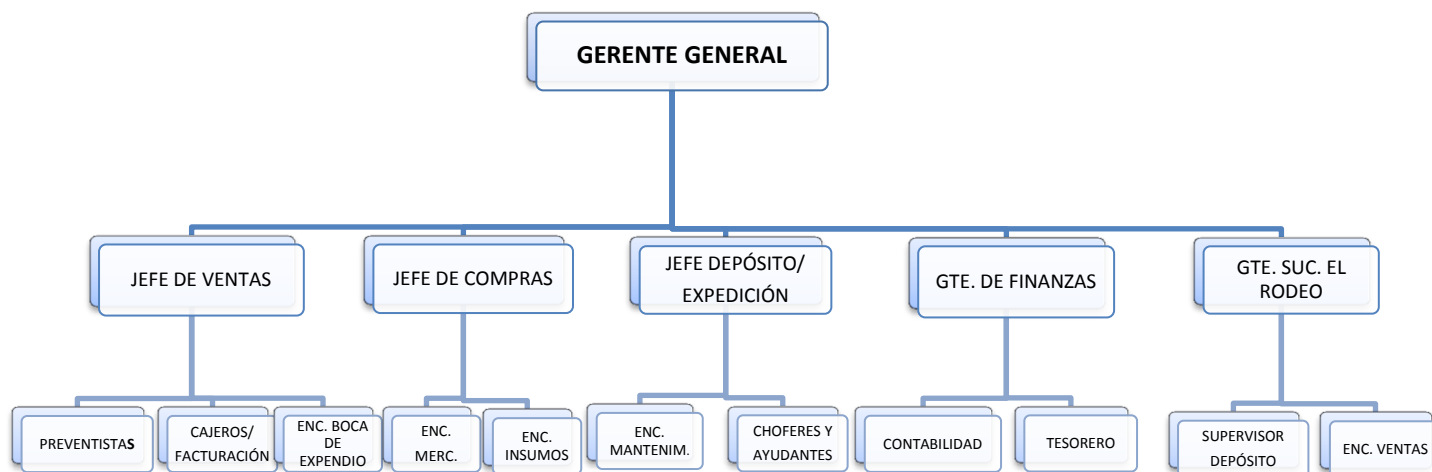 GERENTE GENERAL
JEFE DE VENTAS
JEFE DE COMPRAS
JEFE DEPÓSITO/
EXPEDICIÓN
GTE. DE FINANZAS
GTE. SUC. EL
RODEO
PREVENTISTAS
CAJEROS/
FACTURACIÓN
ENC. BOCA
DE
EXPENDIO
ENC.
MERC.
ENC.
INSUMOS
ENC.
MANTENIM.
CHOFERES Y
AYUDANTES
CONTABILIDAD
TESORERO
SUPERVISOR
DEPÓSITO
ENC. VENTAS